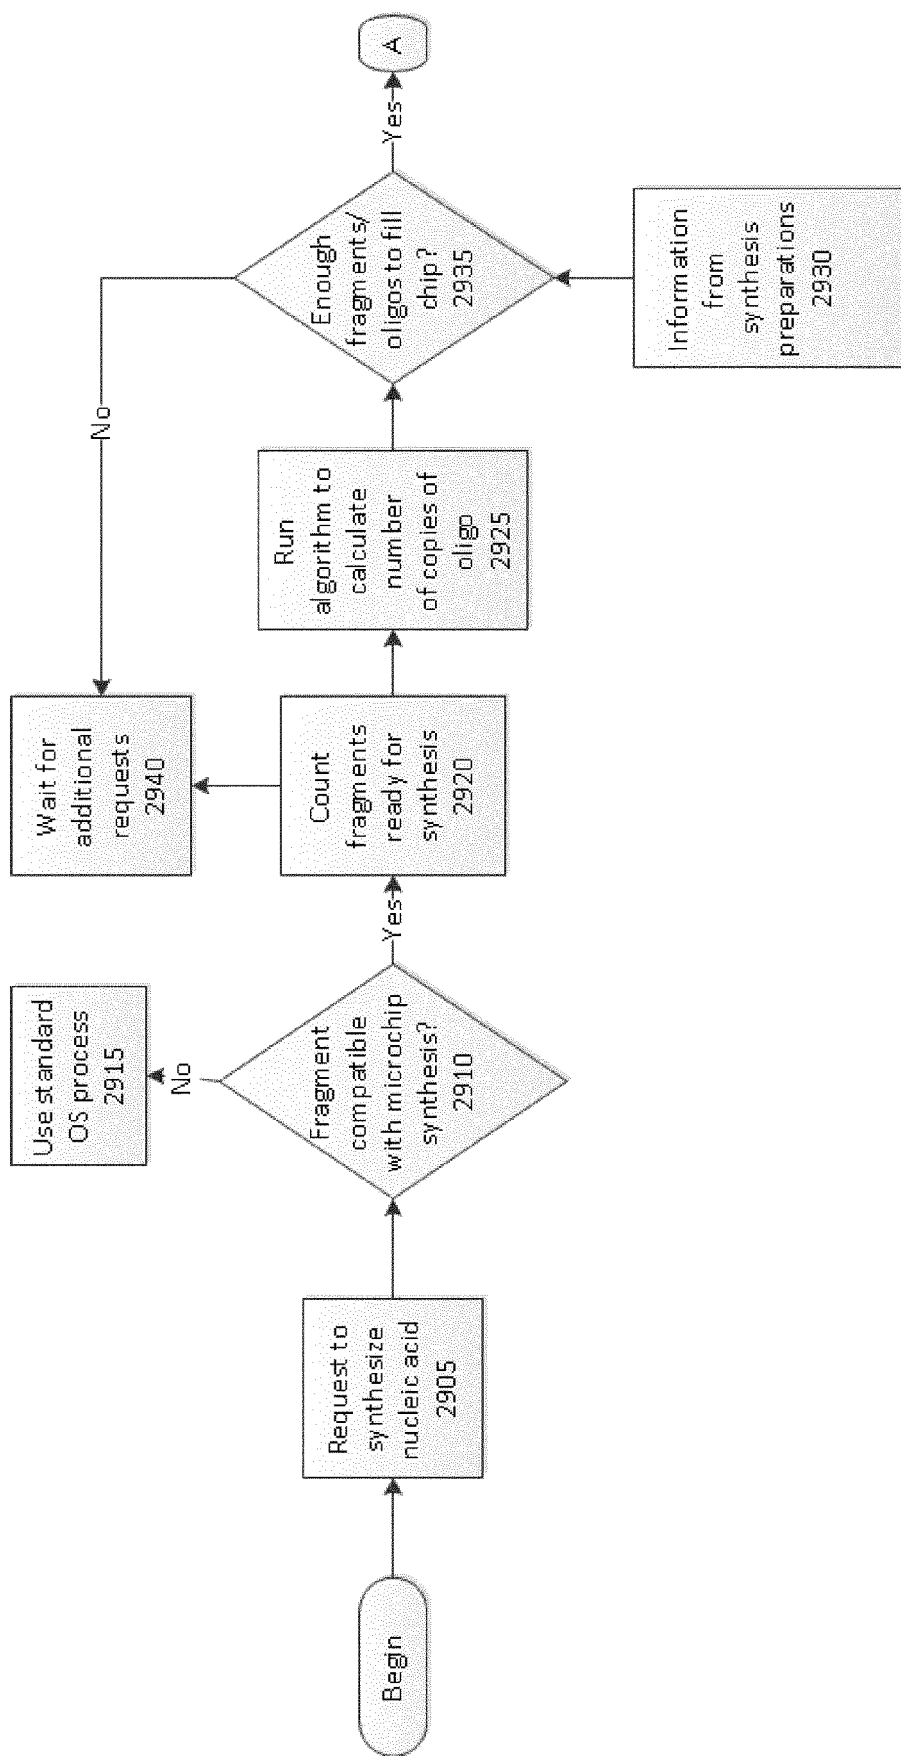 Begin
Request to
synthesize
nucleic acid
2905
Fragment
compatible
with microchip
synthesis?
2910
No
Use standard
OS process
2915
Yes
Count
fragments
ready for
synthesis
2920
Wait for
additional
requests
2940
Run
algorithm to
calculate
number
of copies of
oligo
2925
No
Enough
fragments/
oligos to fill
chip?
2935
Information
from
synthesis
preparations
2930
Yes
A